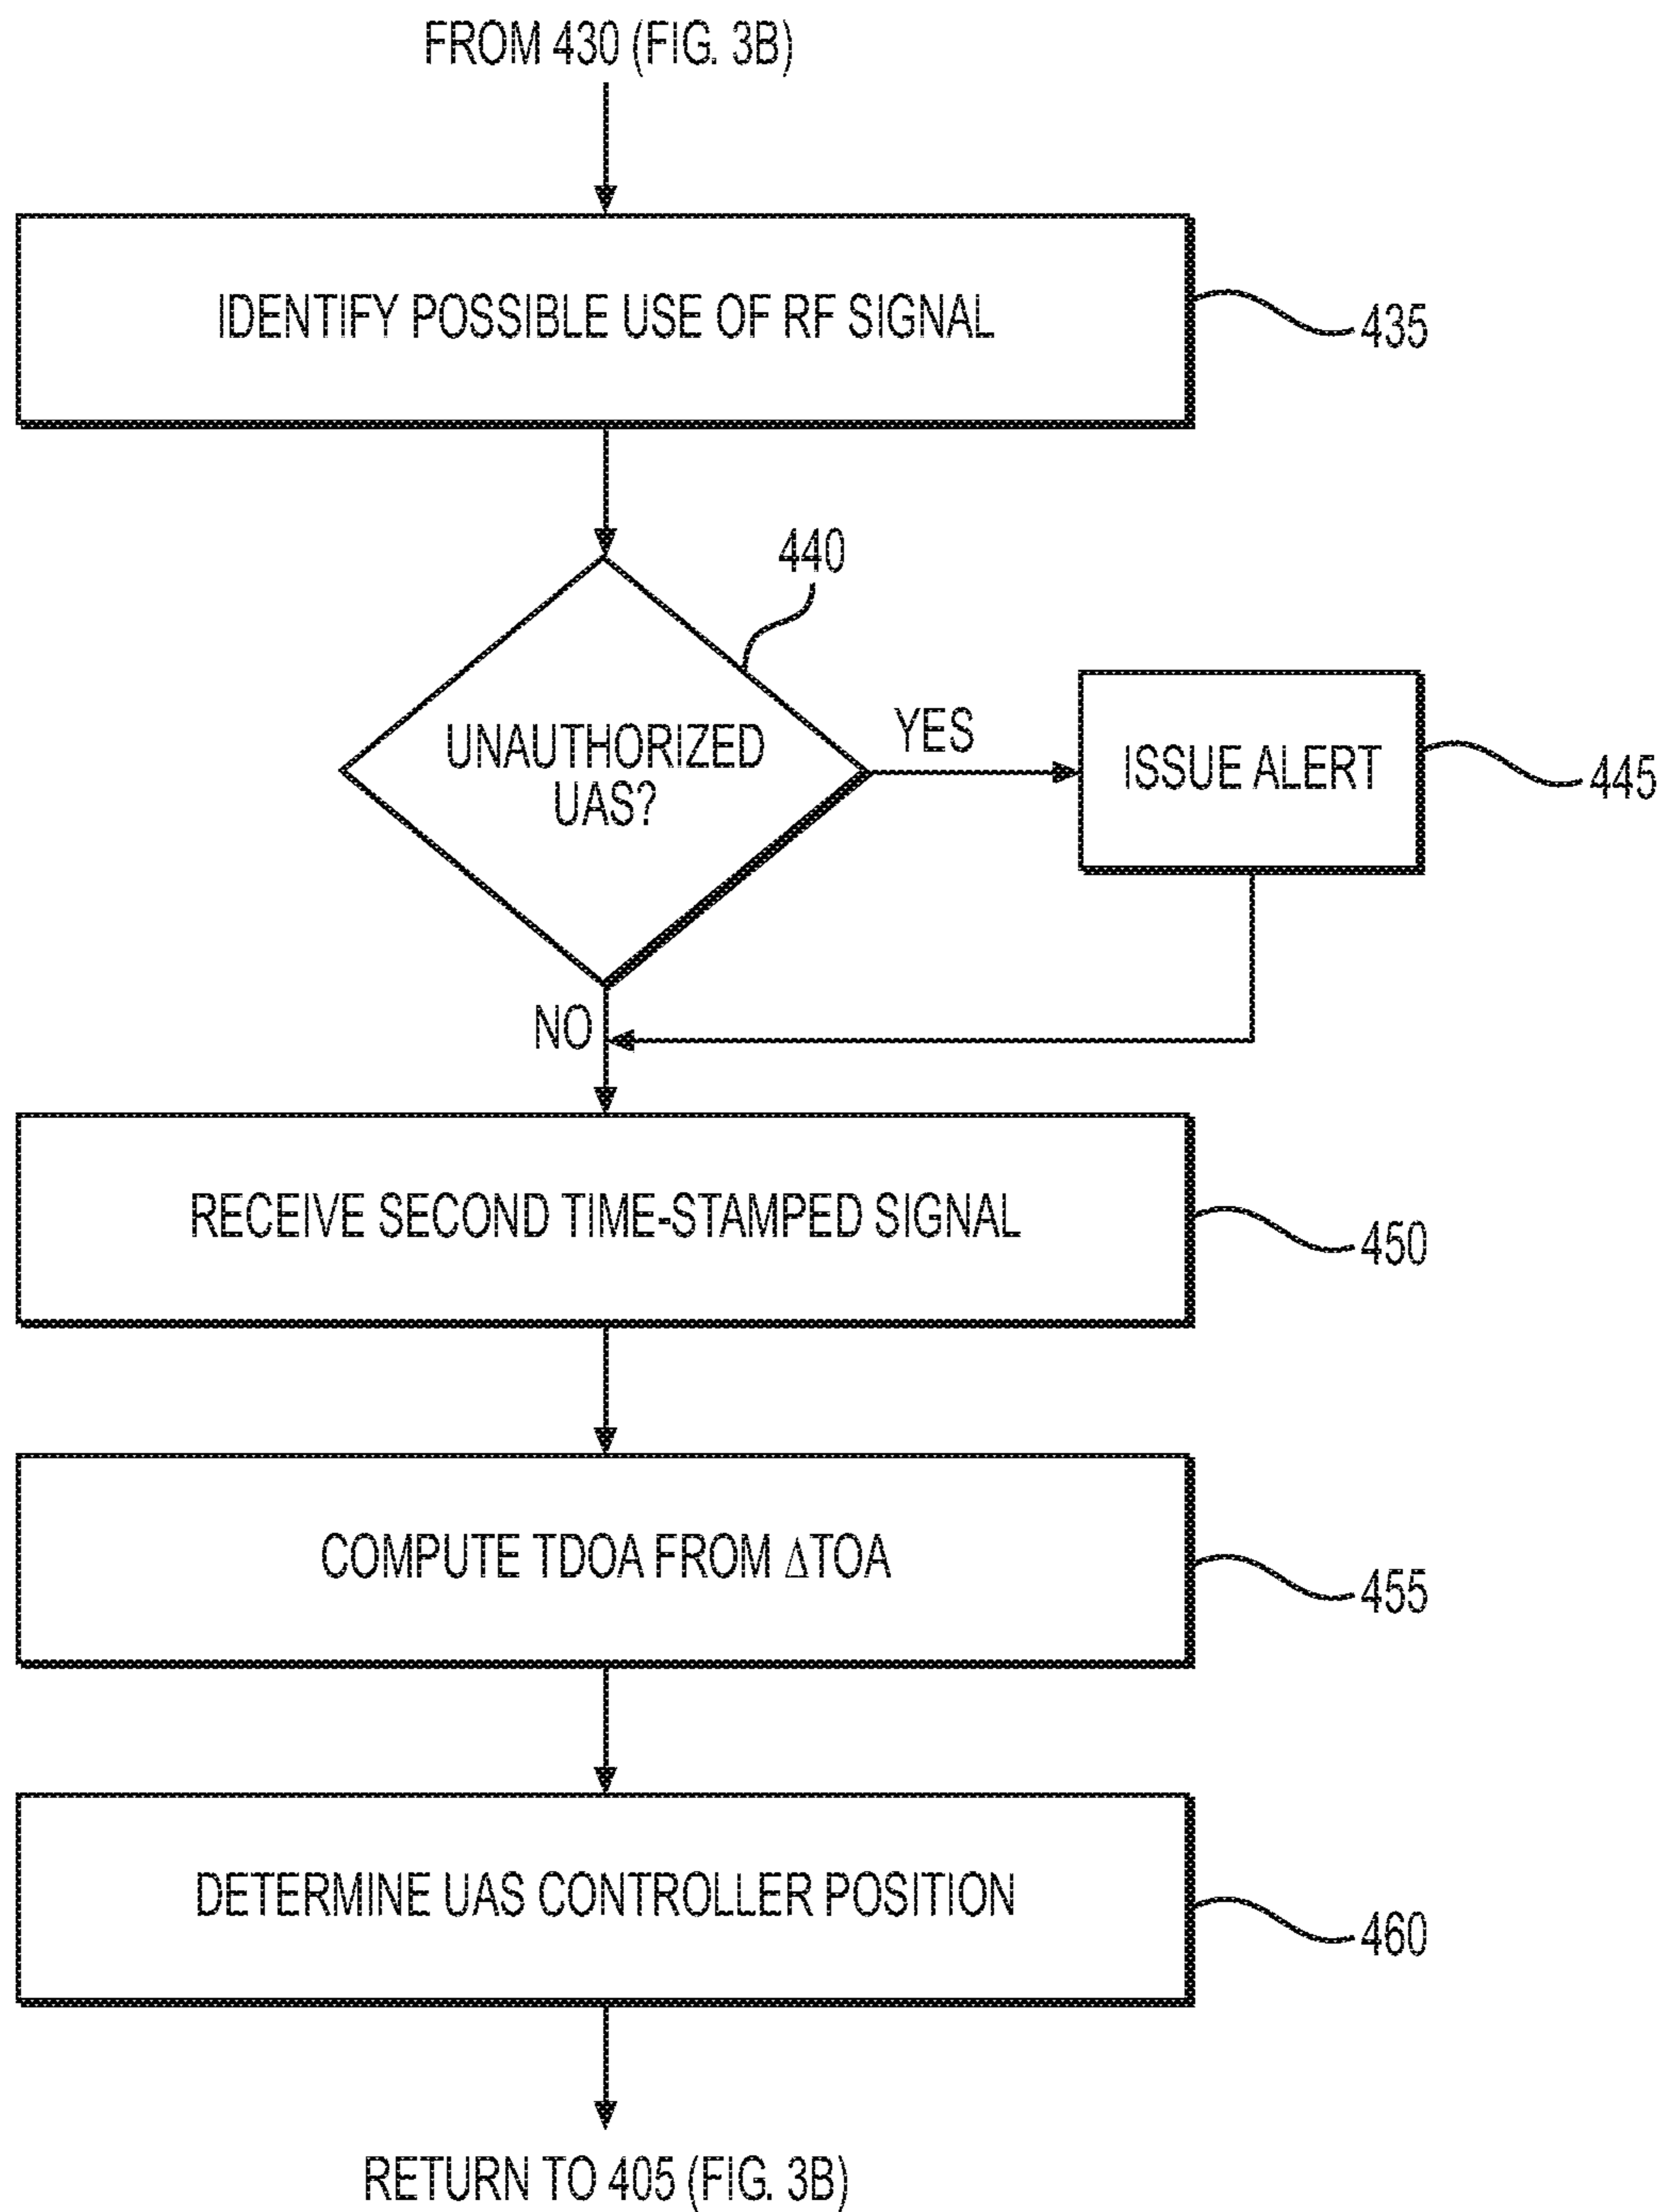 FROM 430 (FIG. 3B)
IDENTIFY POSSIBLE USE OF RF SIGNAL
435
440
UNAUTHORIZED
UAS?
YES
ISSUE ALERT
445
NO
RECEIVE SECOND TIME-STAMPED SIGNAL
450
COMPUTE TDOA FROM ΔTOA
455
DETERMINE UAS CONTROLLER POSITION
460
RETURN TO 405 (FIG. 3B)